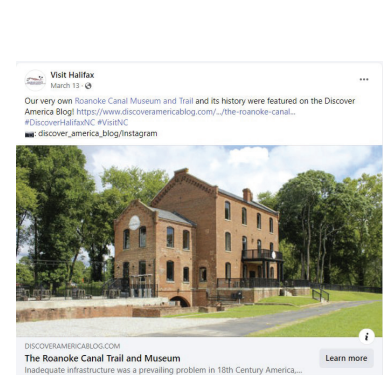 Visit Halifax
March 13 ·
Our very own Roanoke Canal Museum and Trail and its history were featured on the Discover
America Blog! https://www.discoveramericablog.com/.../the-roanoke-canal...
#DiscoverHalifaxNC #VisitNC
: discover_america_blog/Instagram
DISCOVERAMERICABLOG.COM
The Roanoke Canal Trail and Museum
Learn more
Inadequate infrastructure was a prevailing problem in 18th Century America,...